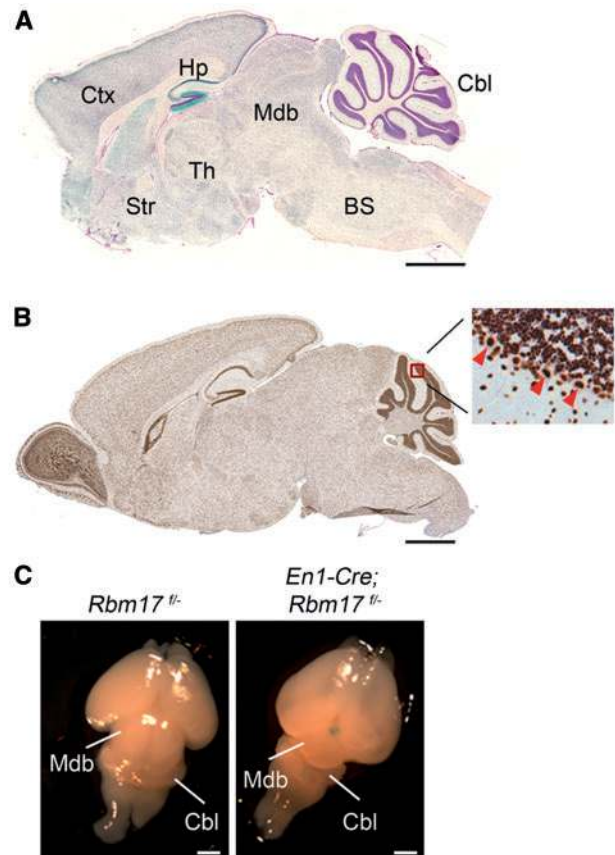 A
Hp
Ctx
Cbl
Mdb
Th
Str
BS
B
C
En1-Cre;
Rbm17 f/-
Rbm17 f/-
Mdb
Cbl
Mdb
Cbl